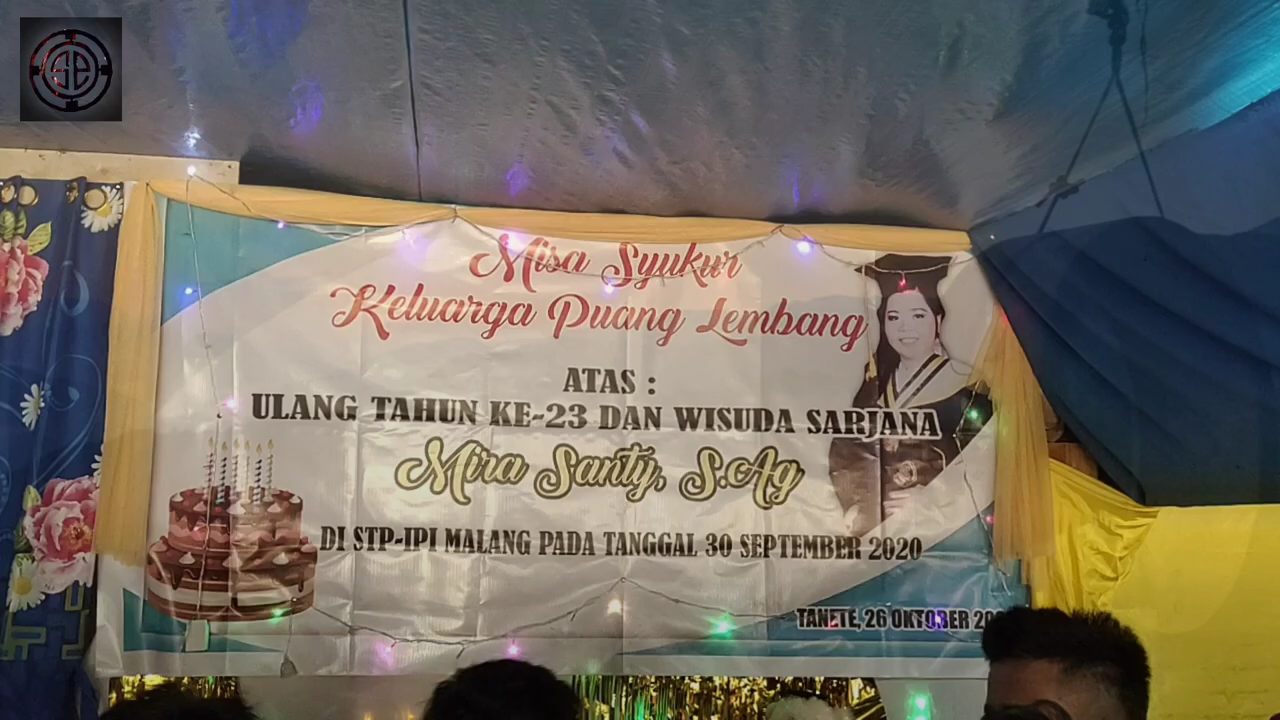 Misa Syukur
Keluarga Puang Lembang
ATAS :
ULANG TAHUN KE-23 DAN WISUDA SARJANA
Mira Santy, S.Ag
DI STP-IPI MALANG PADA TANGGAL 30 SEPTEMBER 2020
TANETE, 26 OKTOBER